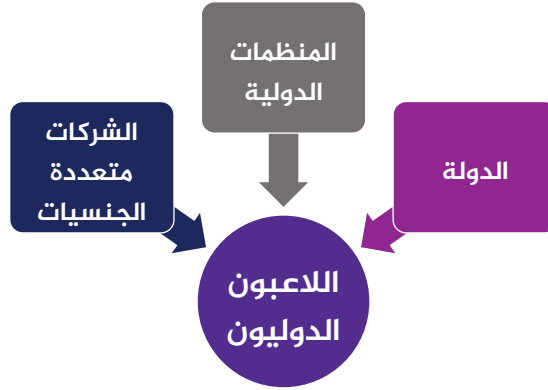 المنظمات
الدولية
الدولة
الشركات
متعددة
الجنسيات
اللاعبون
الدوليون